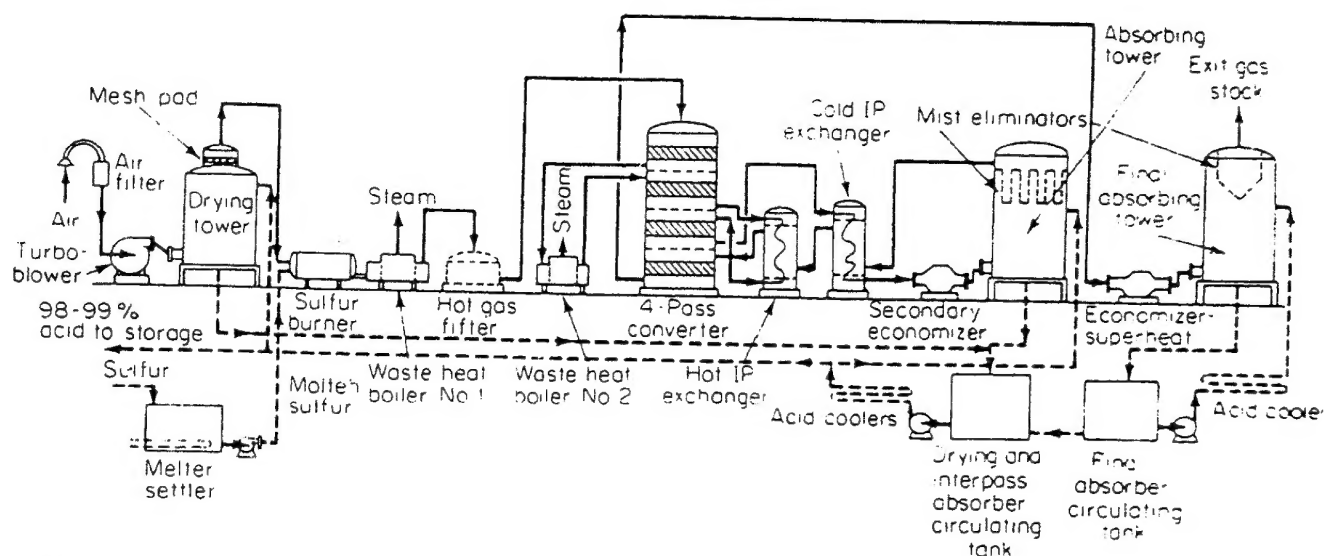 Mesh pad
Air
filter
Air
Turbo-
blower
Drying
tower
98-99%
acid to storage
Sulfur
Melter
settler
Molten
sulfur
Sulfur
burner
Steam
Waste heat
boiler No 1
Hot gas
filter
Steam
Waste heat
boiler No 2
4-Pass
converter
Hot IP
exchanger
Cold IP
exchanger
Secondary
economizer
Absorbing
tower
Mist eliminators
Exit gas
stock
Final
absorbing
tower
Economizer-
superheat
Acid coolers
Drying and
interpass
absorber
circulating
tank
Final
absorber
circulating
tank
Acid cooler